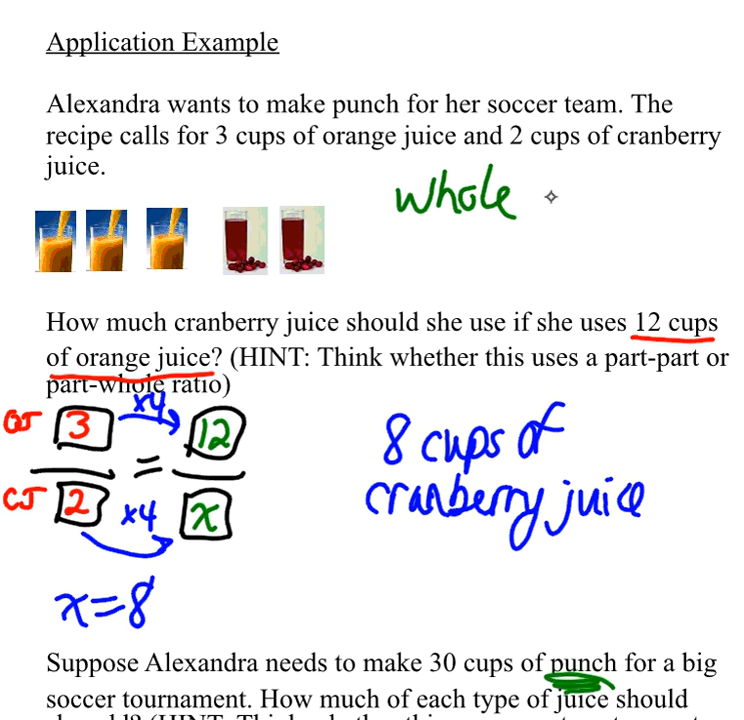 Application Example
Alexandra wants to make punch for her soccer team. The
recipe calls for 3 cups of orange juice and 2 cups of cranberry
juice.
whole
How much cranberry juice should she use if she uses 12 cups
of orange juice? (HINT: Think whether this uses a part-part or
part-whole ratio)
OJ 3 x4 = 12
CJ 2 x4 x
8 cups of
cranberry juice
x=8
Suppose Alexandra needs to make 30 cups of punch for a big
soccer tournament. How much of each type of juice should